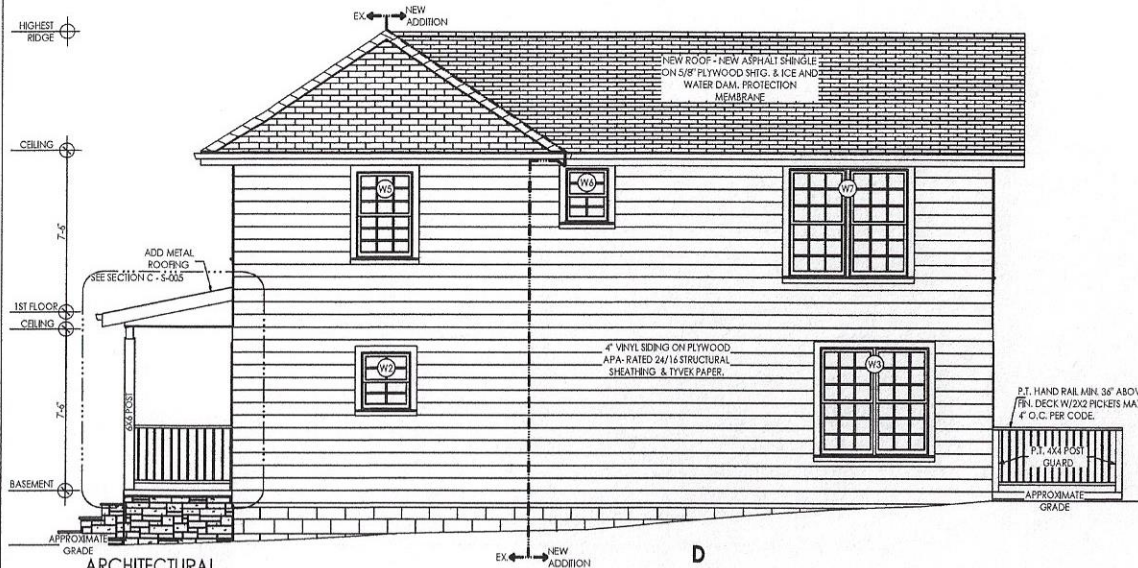 EX. NEW
ADDITION
HIGHEST
RIDGE
NEW ROOF - NEW ASPHALT SHINGLE
ON 5/8" PLYWOOD SHTG. & ICE AND
WATER DAM. PROTECTION
MEMBRANE
CEILING
W5
W6
W7
7'-6"
ADD METAL
ROOFING
SEE SECTION C - S-005
1ST FLOOR
CEILING
4" VINYL SIDING ON PLYWOOD
APA- RATED 24/16 STRUCTURAL
SHEATHING & TYVEK PAPER.
W2
W3
7'-6"
6X6 POST
P.T. HAND RAIL MIN. 36" ABOV
FIN. DECK W/2X2 PICKETS MA
4" O.C. PER CODE.
P.T. 4X4 POST
GUARD
BASEMENT
APPROXIMATE
GRADE
APPROXIMATE
GRADE
ARCHITECTURAL
EX. NEW
ADDITION
D